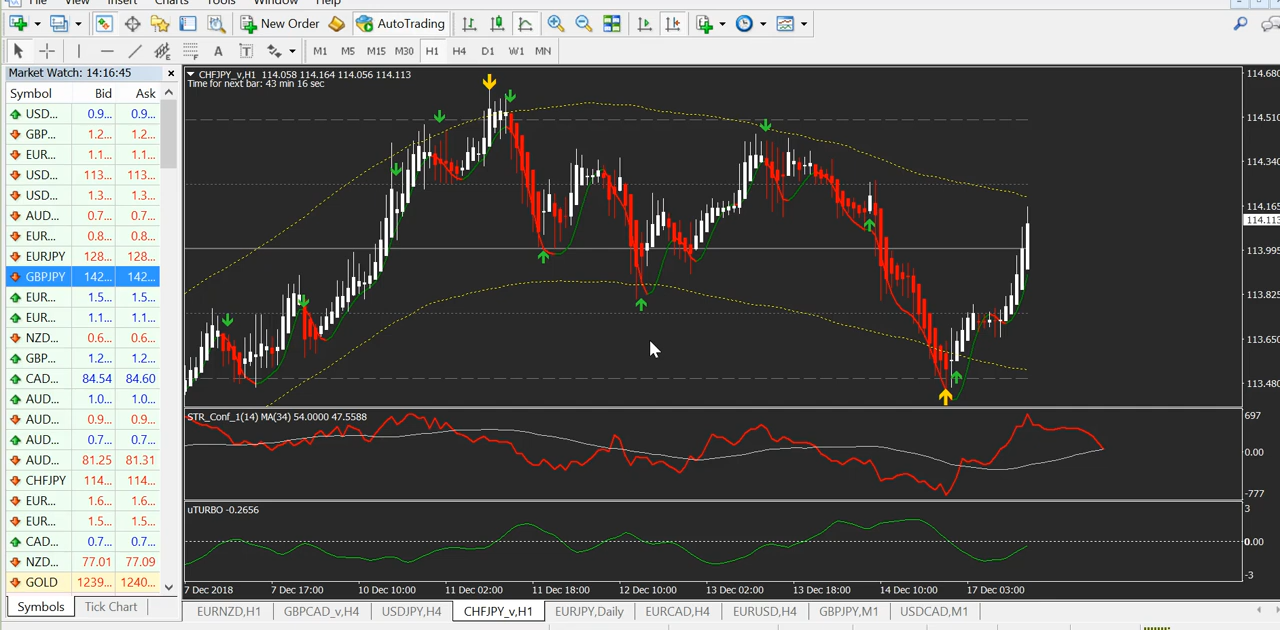 File View Insert Charts Tools Window Help
New Order AutoTrading
A T M1 M5 M15 M30 H1 H4 D1 W1 MN
Market Watch: 14:16:45
Symbol Bid Ask
USD... 0.9... 0.9...
GBP... 1.2... 1.2...
EUR... 1.1... 1.1...
USD... 113... 113...
USD... 1.3... 1.3...
AUD... 0.7... 0.7...
EUR... 0.8... 0.8...
EURJPY 128... 128...
GBPJPY 142... 142...
EUR... 1.5... 1.5...
EUR... 1.1... 1.1...
NZD... 0.6... 0.6...
GBP... 1.2... 1.2...
CAD... 84.54 84.60
AUD... 1.0... 1.0...
AUD... 0.9... 0.9...
AUD... 0.7... 0.7...
AUD... 81.25 81.31
CHFJPY 114... 114...
EUR... 1.6... 1.6...
EUR... 1.5... 1.5...
CAD... 0.7... 0.7...
NZD... 77.01 77.09
GOLD 1239... 1240...
Symbols Tick Chart
CHFJPY_v,H1 114.058 114.164 114.056 114.113
Time for next bar: 43 min 16 sec
114.680
114.510
114.340
114.165
114.113
113.995
113.825
113.650
113.480
STR_Conf_1(14) MA(34) 54.0000 47.5588
697
0.00
-777
uTURBO -0.2656
3
0.00
-3
7 Dec 2018 7 Dec 17:00 10 Dec 10:00 11 Dec 02:00 11 Dec 18:00 12 Dec 10:00 13 Dec 02:00 13 Dec 18:00 14 Dec 10:00 17 Dec 03:00
EURNZD,H1 GBPCAD_v,H4 USDJPY,H4 CHFJPY_v,H1 EURJPY,Daily EURCAD,H4 EURUSD,H4 GBPJPY,M1 USDCAD,M1